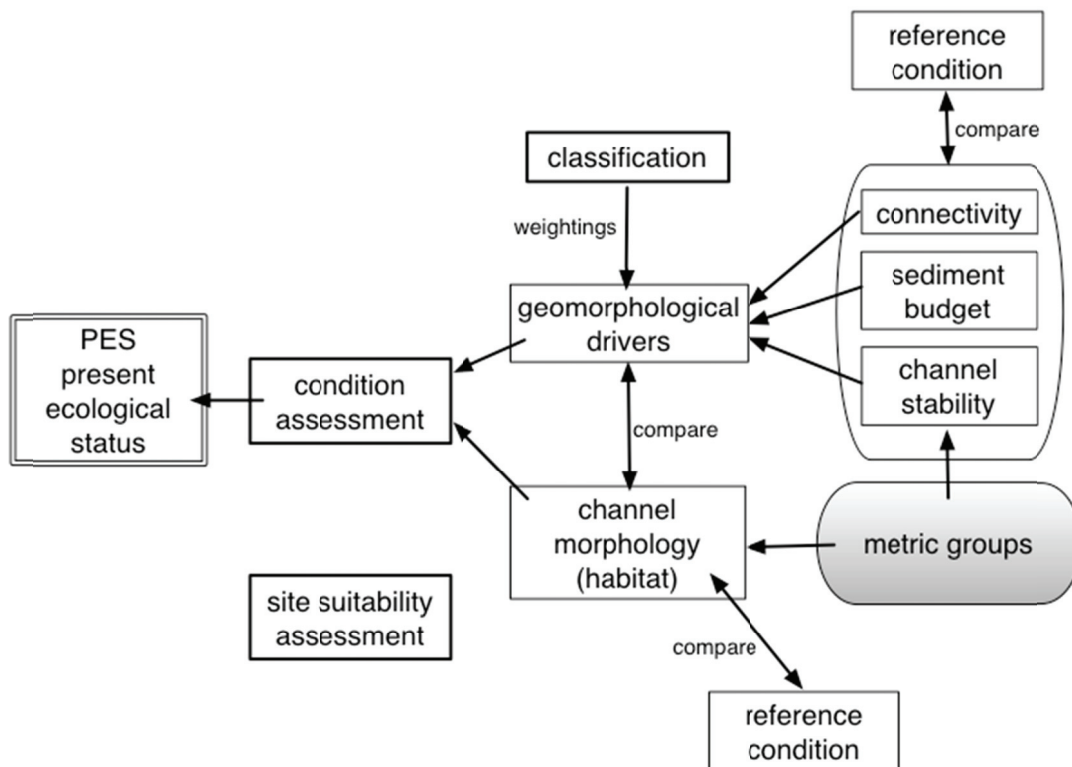 reference
condition
compare
classification
connectivity
weightings
sediment
budget
geomorphological
drivers
PES
present
ecological
status
condition
assessment
channel
stability
compare
channel
morphology
(habitat)
metric groups
site suitability
assessment
compare
reference
condition